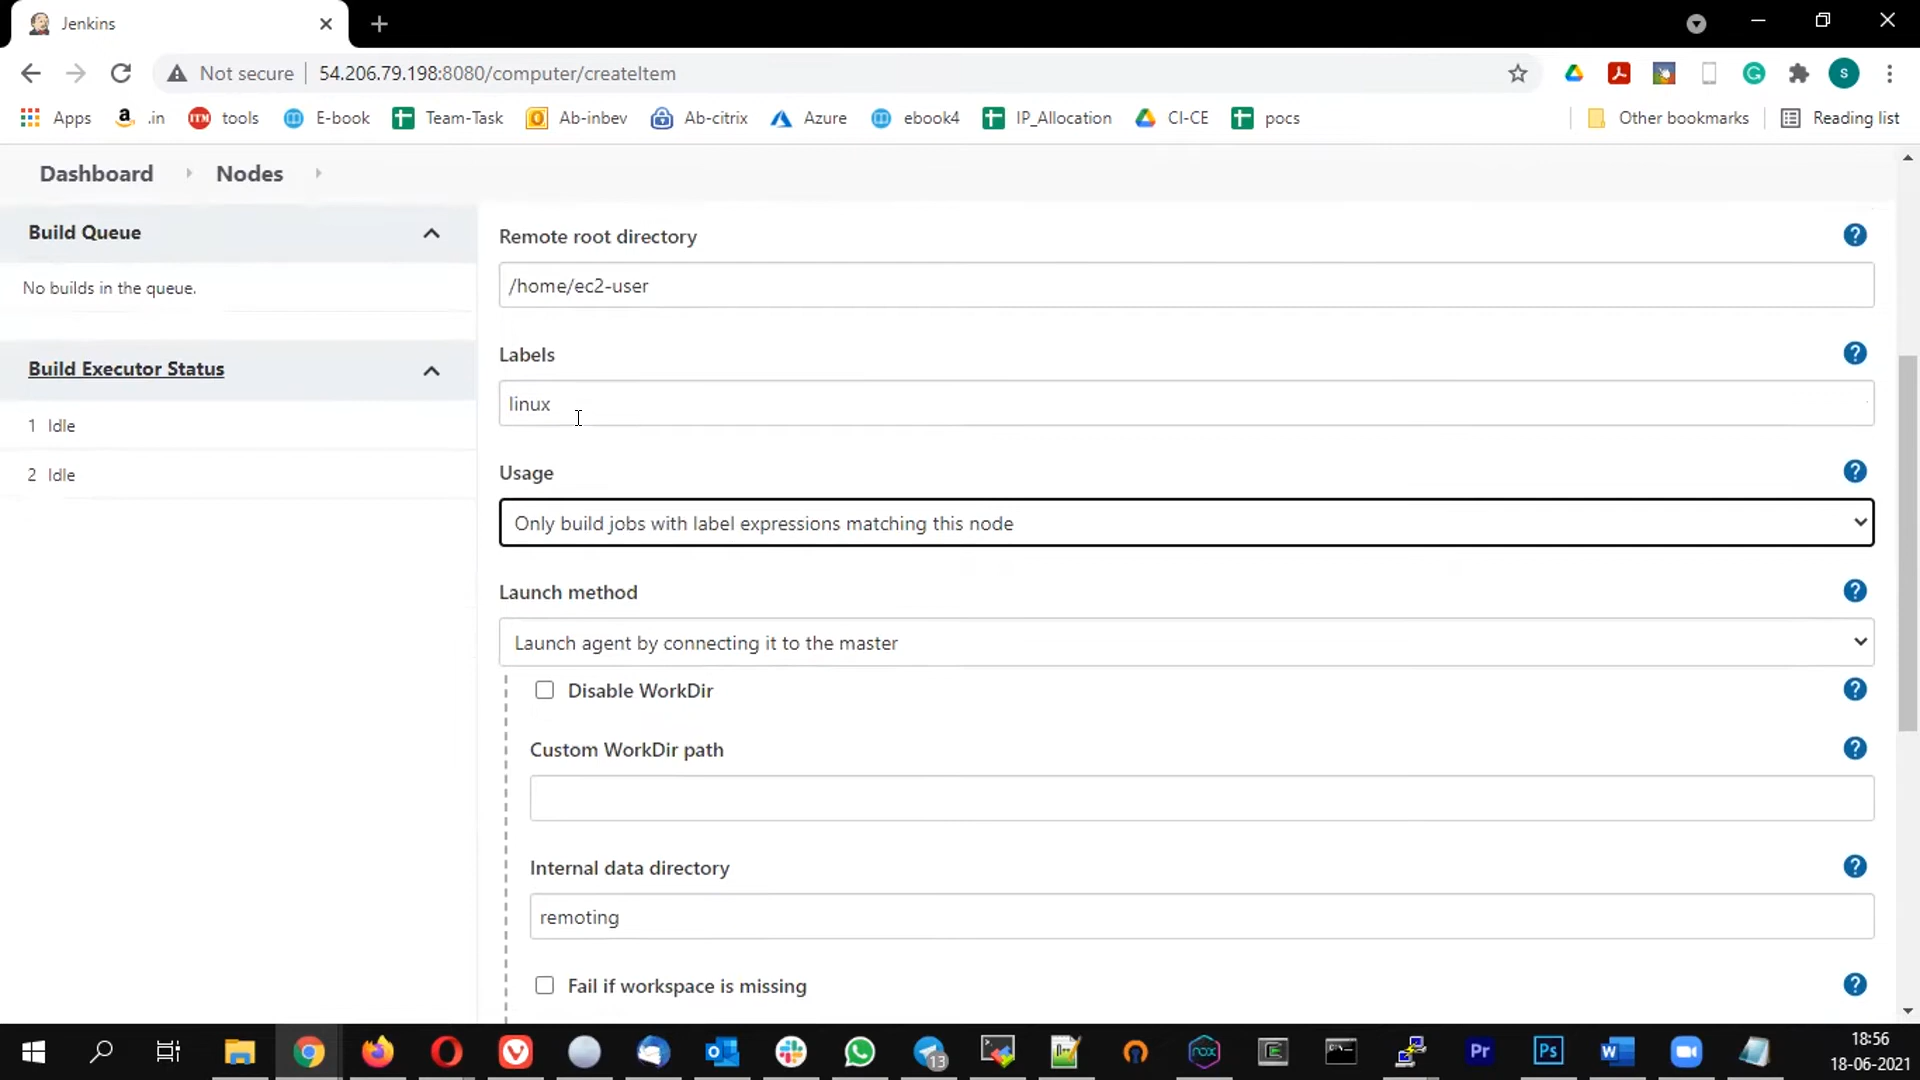 Jenkins
Not secure
54.206.79.198:8080/computer/createItem
s
Apps
.in
tools
E-book
Team-Task
Ab-inbev
Ab-citrix
Azure
ebook4
IP_Allocation
CI-CE
pocs
Other bookmarks
Reading list
Dashboard
Nodes
Build Queue
No builds in the queue.
Build Executor Status
1 Idle
2 Idle
Remote root directory
/home/ec2-user
Labels
linux
Usage
Only build jobs with label expressions matching this node
Launch method
Launch agent by connecting it to the master
Disable WorkDir
Custom WorkDir path
Internal data directory
remoting
Fail if workspace is missing
13
nox
Pr
Ps
W
18:56
18-06-2021